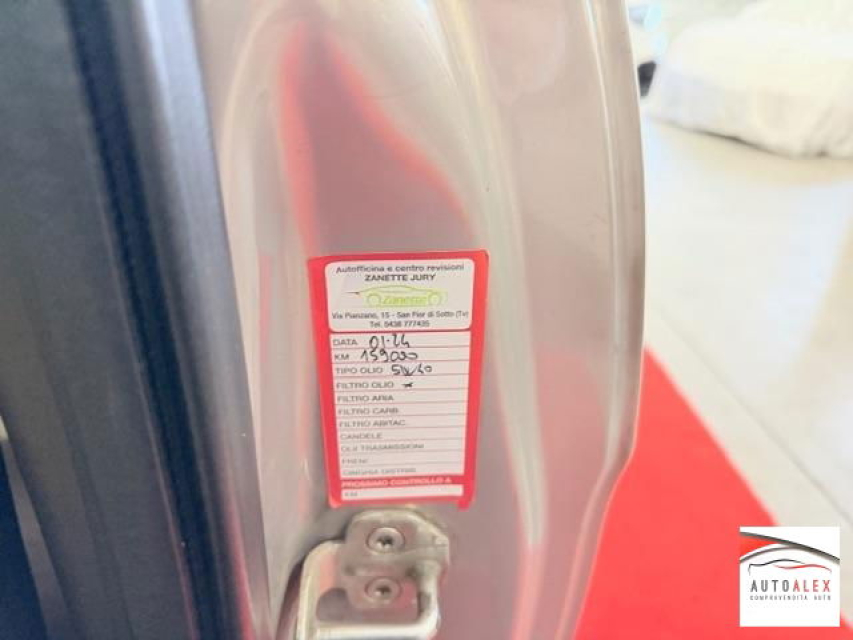 Autofficina e centro revisioni
ZANETTE JURY
Zanette
Via Pianzano, 15 - San Fior di Sotto (Tv)
Tel. 0438 777435
DATA 01-24
KM 159000
TIPO OLIO 5W/40
FILTRO OLIO
FILTRO ARIA
FILTRO CARB.
FILTRO ABITAC.
CANDELE
OLII TRASMISSIONI
FRENI
CINGHIA DISTRIB.
PROSSIMO CONTROLLO A
KM
AUTOALEX
COMPRAVENDITA AUTO